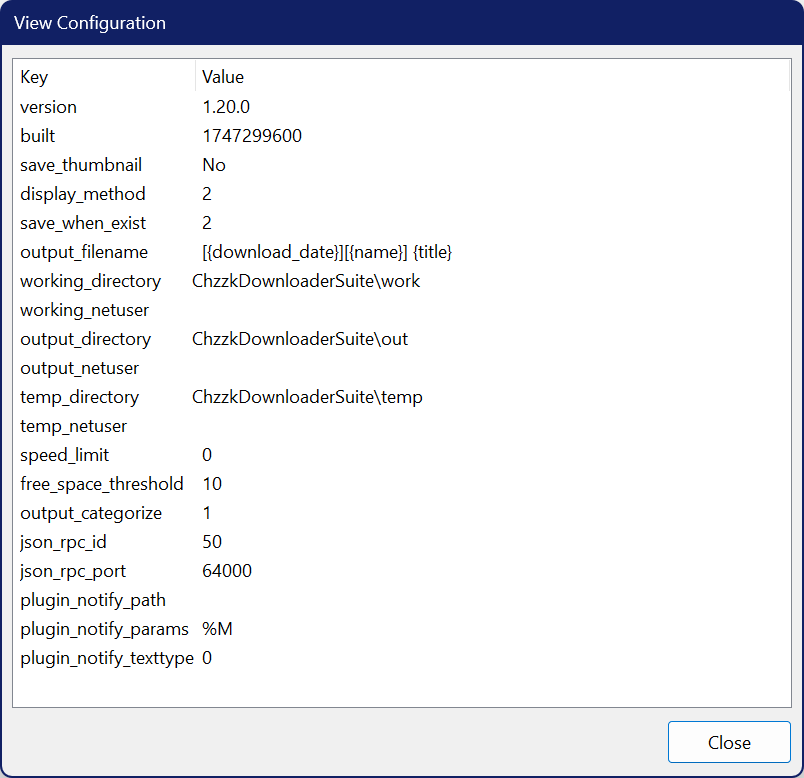 View Configuration
Key Value
version 1.20.0
built 1747299600
save_thumbnail No
display_method 2
save_when_exist 2
output_filename [{download_date}][{name}] {title}
working_directory ChzzkDownloaderSuite\work
working_netuser
output_directory ChzzkDownloaderSuite\out
output_netuser
temp_directory ChzzkDownloaderSuite\temp
temp_netuser
speed_limit 0
free_space_threshold 10
output_categorize 1
json_rpc_id 50
json_rpc_port 64000
plugin_notify_path
plugin_notify_params %M
plugin_notify_texttype 0
Close